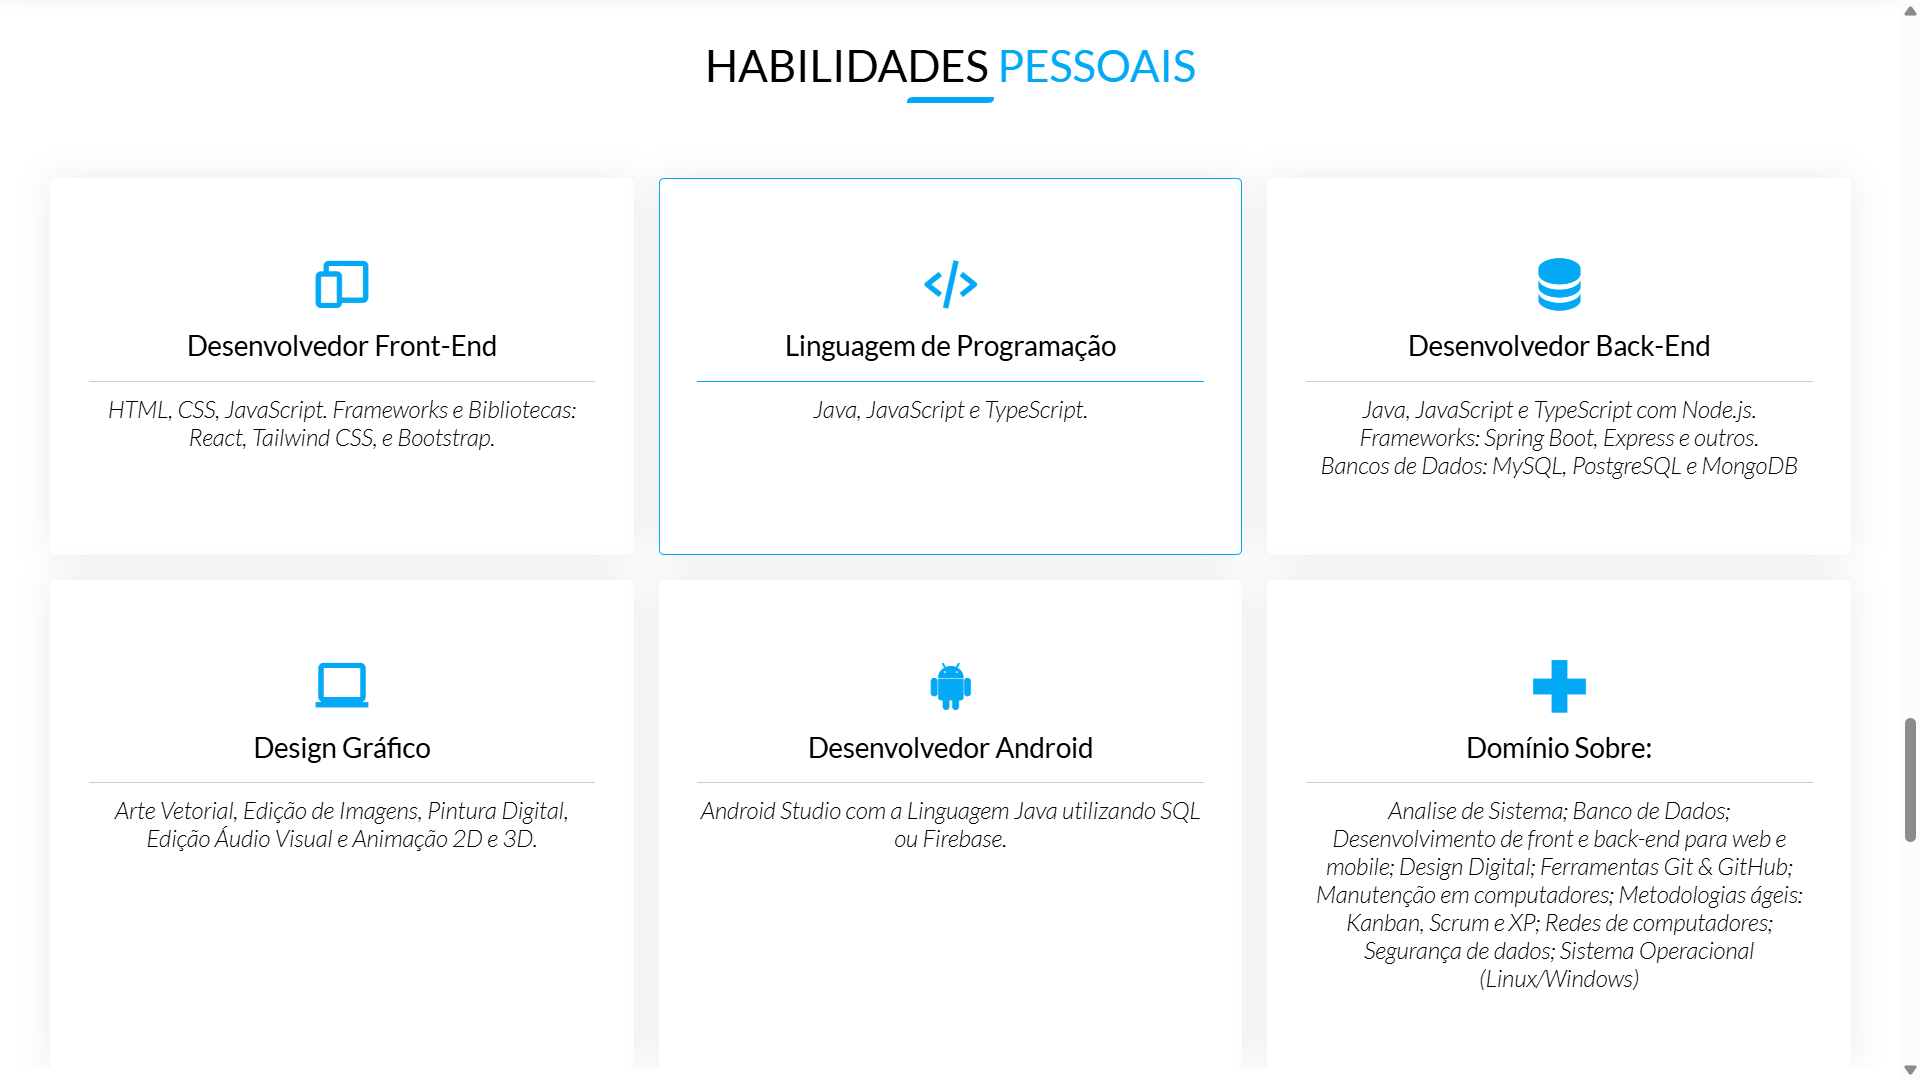 HABILIDADES PESSOAIS
Desenvolvedor Front-End
HTML, CSS, JavaScript. Frameworks e Bibliotecas:
React, Tailwind CSS, e Bootstrap.
Linguagem de Programação
Java, JavaScript e TypeScript.
Desenvolvedor Back-End
Java, JavaScript e TypeScript com Node.js.
Frameworks: Spring Boot, Express e outros.
Bancos de Dados: MySQL, PostgreSQL e MongoDB
Design Gráfico
Arte Vetorial, Edição de Imagens, Pintura Digital,
Edição Áudio Visual e Animação 2D e 3D.
Desenvolvedor Android
Android Studio com a Linguagem Java utilizando SQL
ou Firebase.
Domínio Sobre:
Analise de Sistema; Banco de Dados;
Desenvolvimento de front e back-end para web e
mobile; Design Digital; Ferramentas Git & GitHub;
Manutenção em computadores; Metodologias ágeis:
Kanban, Scrum e XP; Redes de computadores;
Segurança de dados; Sistema Operacional
(Linux/Windows)